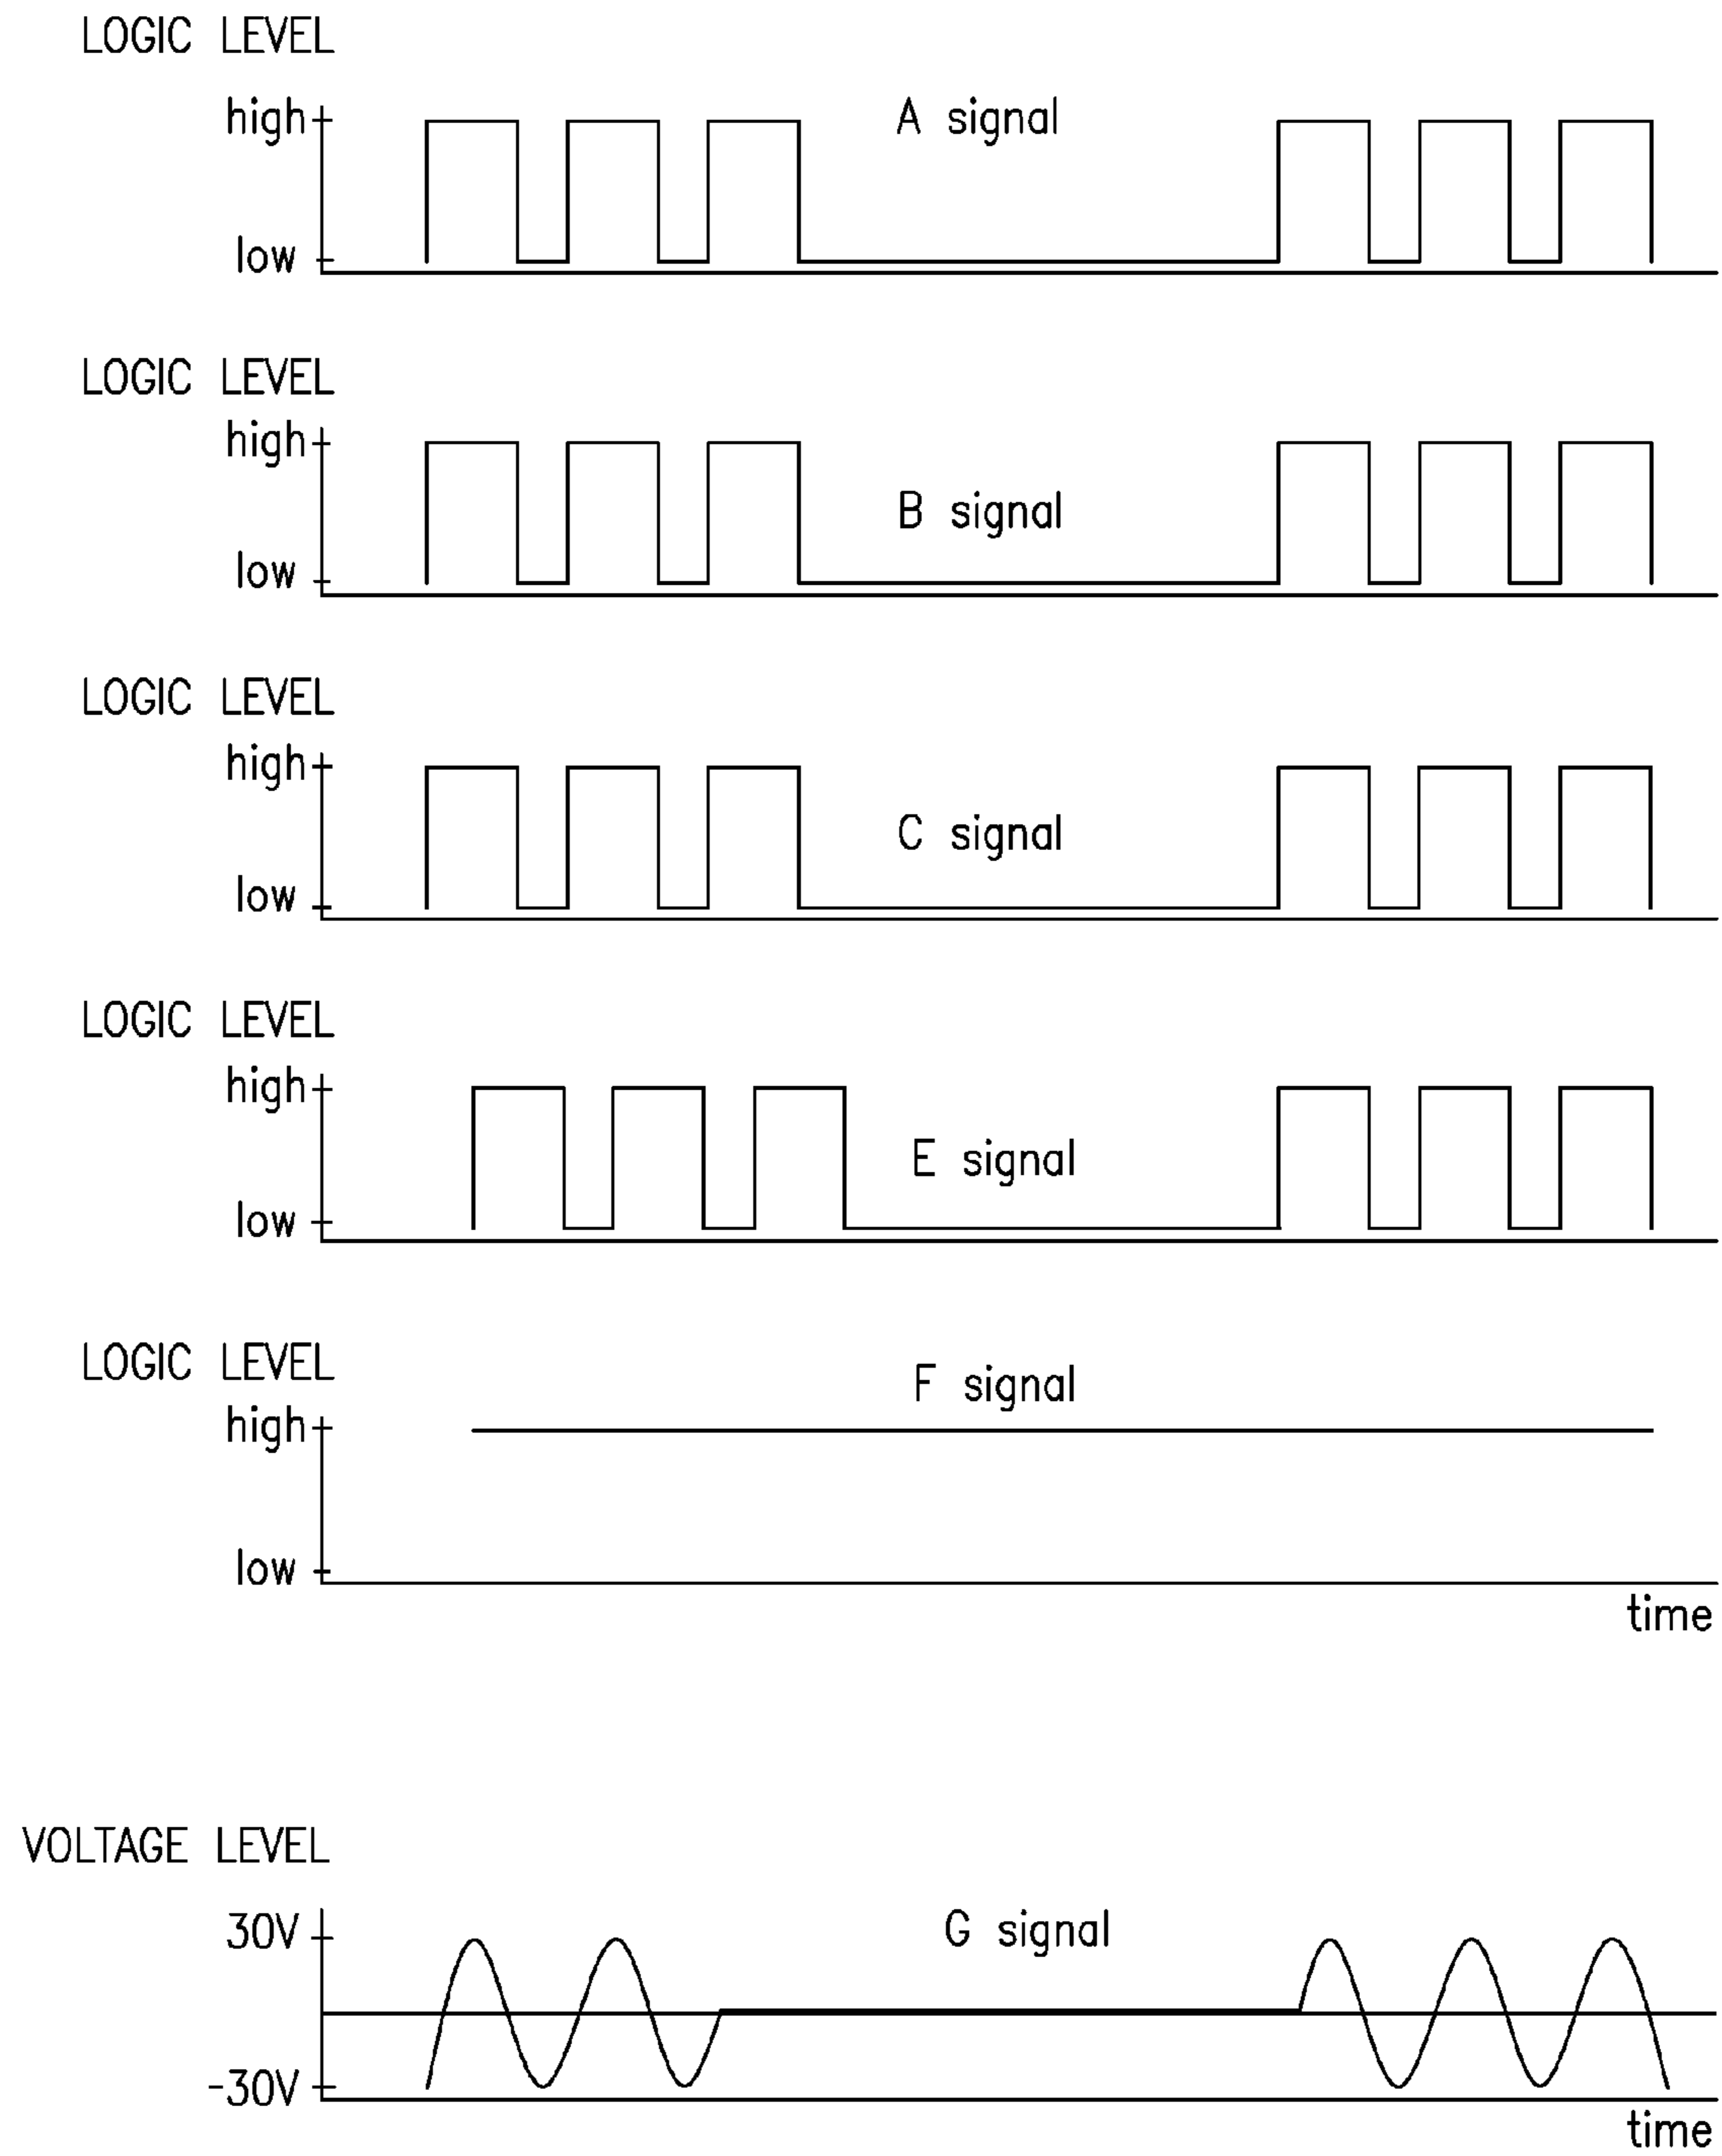 LOGIC LEVEL
high
A signal
low
LOGIC LEVEL
high
B signal
low
LOGIC LEVEL
high
C signal
low
LOGIC LEVEL
high
E signal
low
LOGIC LEVEL
F signal
high
low
time
VOLTAGE LEVEL
30V
G signal
-30V
time